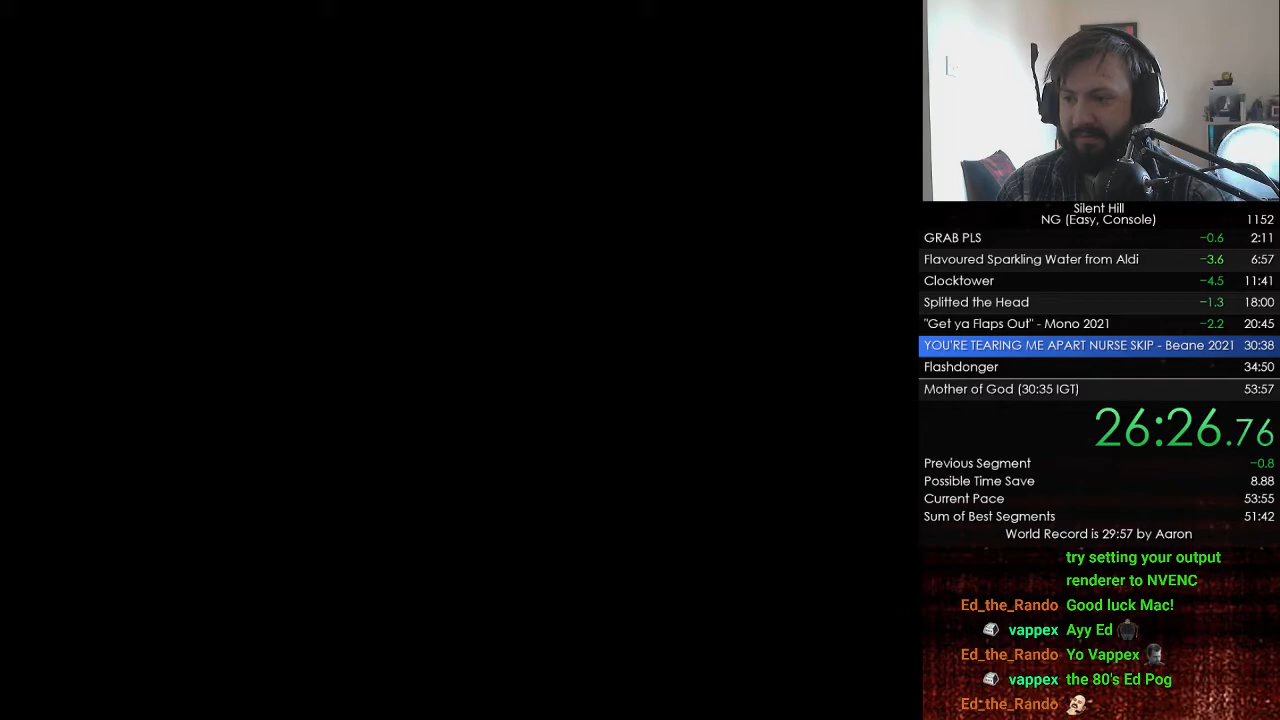 Silent Hill
NG (Easy, Console) 1152
GRAB PLS −0.6 2:11
Flavoured Sparkling Water from Aldi −3.6 6:57
Clocktower −4.5 11:41
Splitted the Head −1.3 18:00
"Get ya Flaps Out" - Mono 2021 −2.2 20:45
YOU'RE TEARING ME APART NURSE SKIP - Beane 2021 30:38
Flashdonger 34:50
Mother of God (30:35 IGT) 53:57
26:26.76
Previous Segment −0.8
Possible Time Save 8.88
Current Pace 53:55
Sum of Best Segments 51:42
World Record is 29:57 by Aaron
try setting your output
renderer to NVENC
Ed_the_Rando Good luck Mac!
vappex Ayy Ed
Ed_the_Rando Yo Vappex
vappex the 80's Ed Pog
Ed_the_Rando